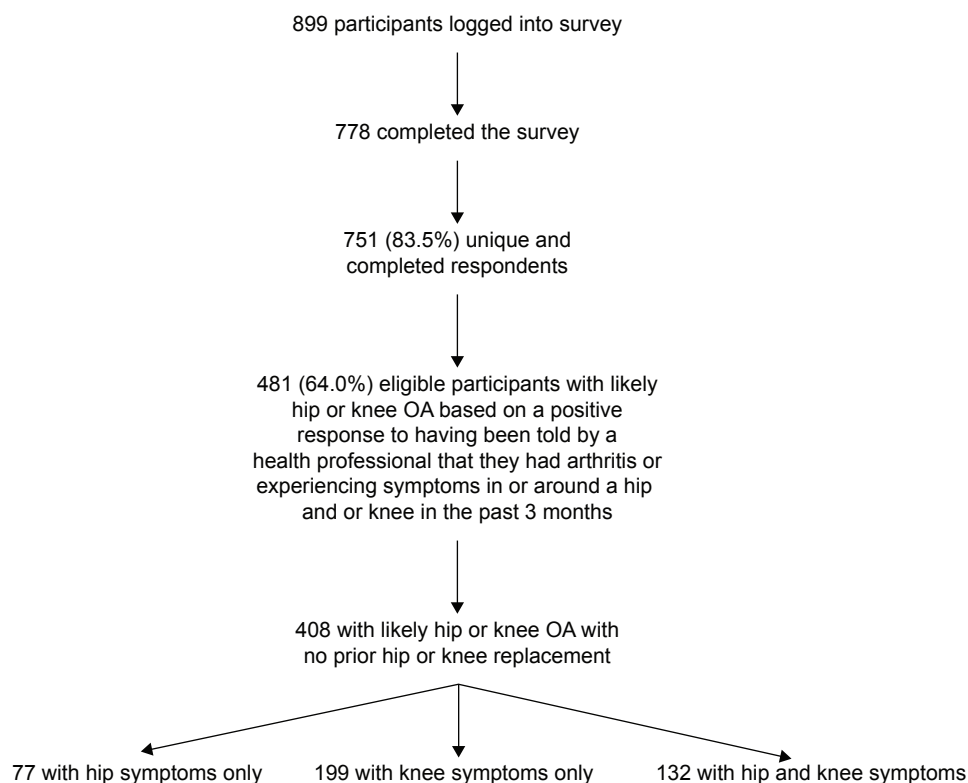 899 participants logged into survey
778 completed the survey
751 (83.5%) unique and
completed respondents
481 (64.0%) eligible participants with likely
hip or knee OA based on a positive
response to having been told by a
health professional that they had arthritis or
experiencing symptoms in or around a hip
and or knee in the past 3 months
408 with likely hip or knee OA with
no prior hip or knee replacement
77 with hip symptoms only
199 with knee symptoms only
132 with hip and knee symptoms